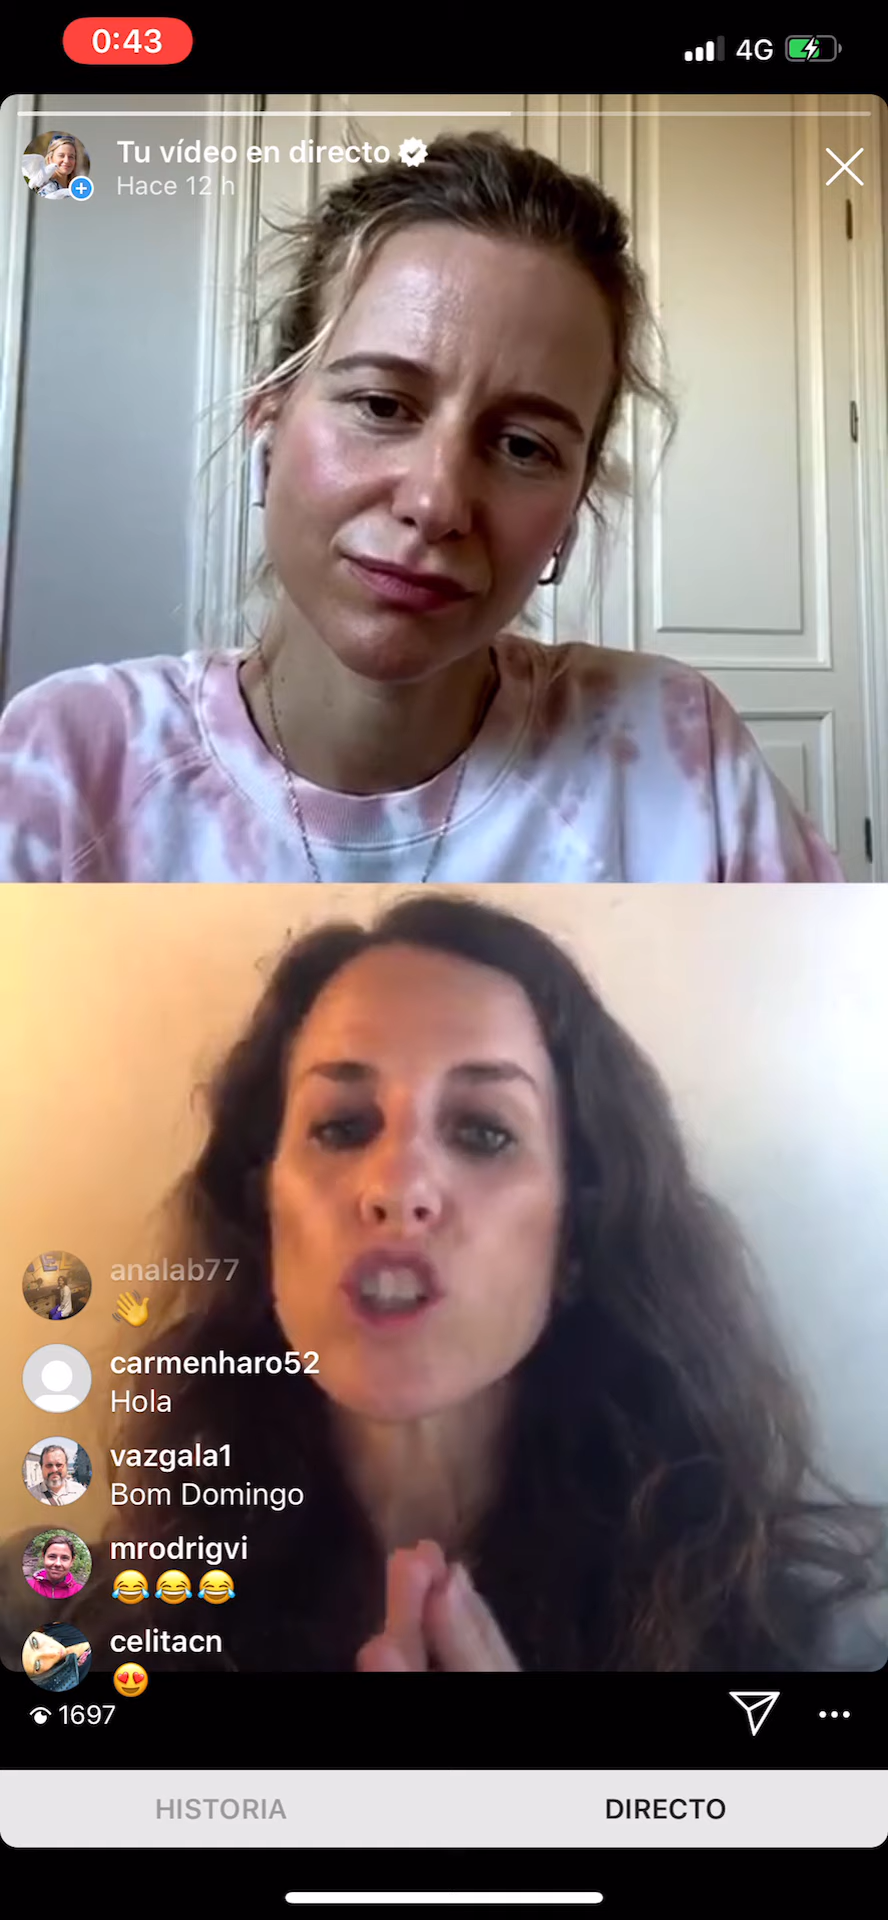 0:43
4G
Tu vídeo en directo
Hace 12 h
analab77
👋
carmenharo52
Hola
vazgala1
Bom Domingo
mrodrigvi
😂😂😂
celitacn
😍
1697
HISTORIA
DIRECTO